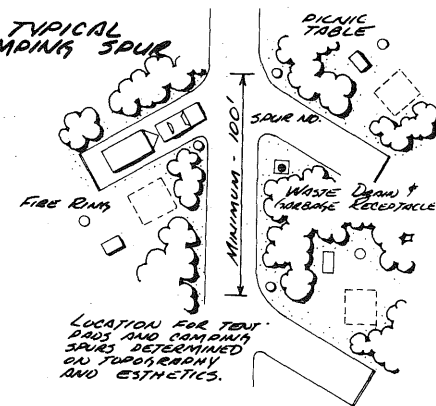 TYPICAL
MPING SPUR
PICNIC
TABLE
SPUR NO.
MINIMUM - 100'
WASTE DRAIN &
GARBAGE RECEPTACLE
FIRE RING
LOCATION FOR TENT
PADS AND CAMPING
SPURS DETERMINED
ON TOPOGRAPHY
AND ESTHETICS.